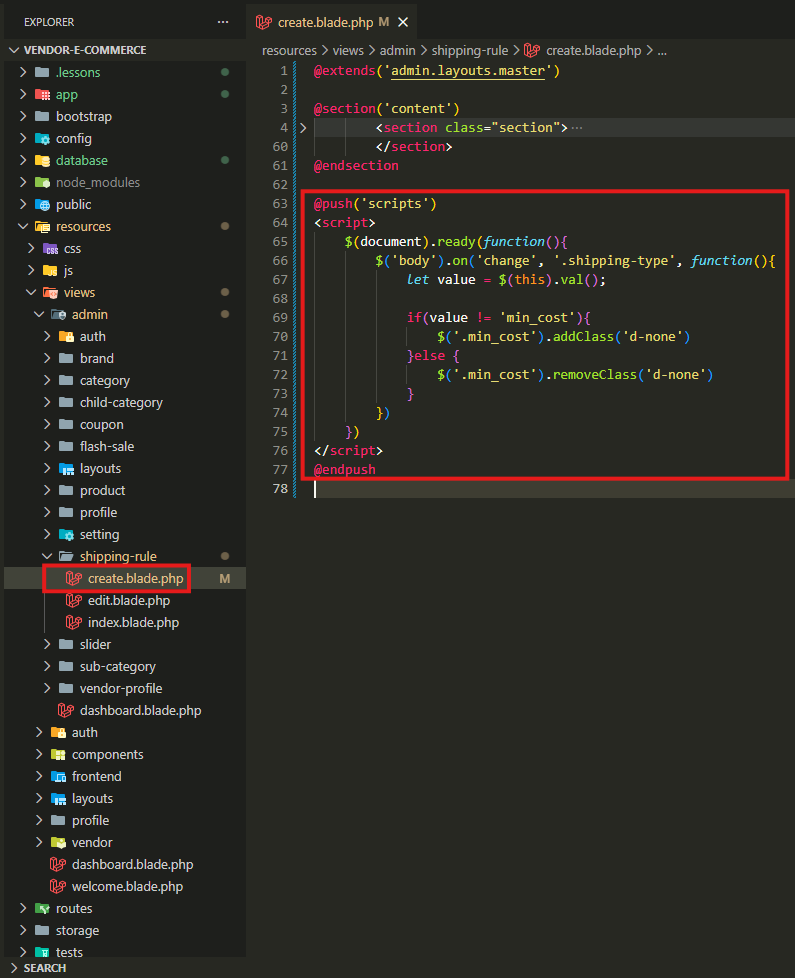 EXPLORER
...
VENDOR-E-COMMERCE
.lessons
app
bootstrap
config
database
node_modules
public
resources
css
js
views
admin
auth
brand
category
child-category
coupon
flash-sale
layouts
product
profile
setting
shipping-rule
create.blade.php M
edit.blade.php
index.blade.php
slider
sub-category
vendor-profile
dashboard.blade.php
auth
components
frontend
layouts
profile
vendor
dashboard.blade.php
welcome.blade.php
routes
storage
tests
SEARCH
create.blade.php M
resources > views > admin > shipping-rule > create.blade.php > ...
1 @extends('admin.layouts.master')
2
3 @section('content')
4 <section class="section">...
60 </section>
61 @endsection
62
63 @push('scripts')
64 <script>
65 $(document).ready(function(){
66 $('body').on('change', '.shipping-type', function(){
67 let value = $(this).val();
68
69 if(value != 'min_cost'){
70 $('.min_cost').addClass('d-none')
71 }else {
72 $('.min_cost').removeClass('d-none')
73 }
74 })
75 })
76 </script>
77 @endpush
78